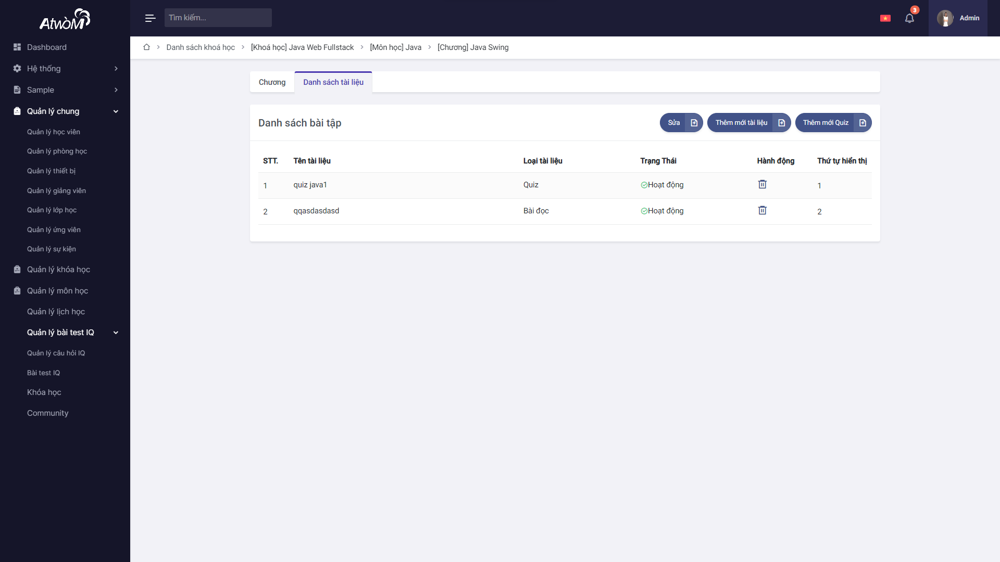 AtwoM
Tìm kiếm...
3
Admin
Dashboard
Hệ thống
Sample
Quản lý chung
Quản lý học viên
Quản lý phòng học
Quản lý thiết bị
Quản lý giảng viên
Quản lý lớp học
Quản lý ứng viên
Quản lý sự kiện
Quản lý khóa học
Quản lý môn học
Quản lý lịch học
Quản lý bài test IQ
Quản lý câu hỏi IQ
Bài test IQ
Khóa học
Community
Danh sách khoá học > [Khoá học] Java Web Fullstack > [Môn học] Java > [Chương] Java Swing
Chương Danh sách tài liệu
Danh sách bài tập Sửa Thêm mới tài liệu Thêm mới Quiz
STT. Tên tài liệu Loại tài liệu Trạng Thái Hành động Thứ tự hiển thị
1 quiz java1 Quiz Hoạt động 1
2 qqasdasdasd Bài đọc Hoạt động 2